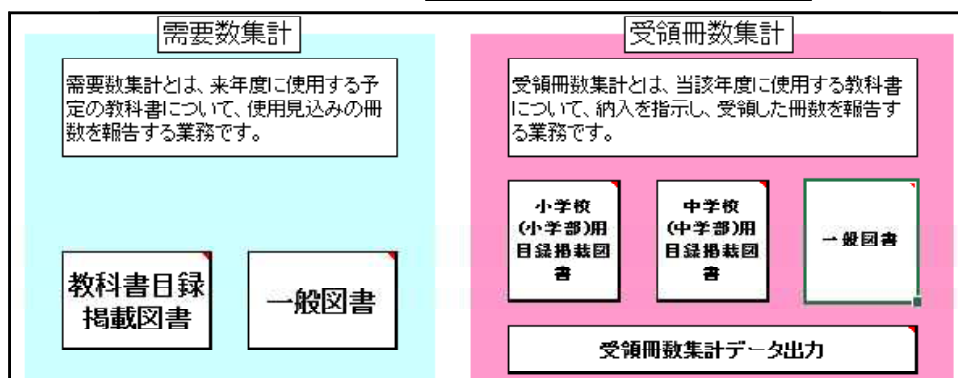 需要数集計
需要数集計とは、来年度に使用する予
定の教科書について、使用見込みの冊
数を報告する業務です。
教科書目録
掲載図書
一般図書
受領冊数集計
受領冊数集計とは、当該年度に使用する教科書
について、納入を指示し、受領した冊数を報告す
る業務です。
小学校
(小学部)用
目録掲載図
書
中学校
(中学部)用
目録掲載図
書
一般図書
受領冊数集計データ出力